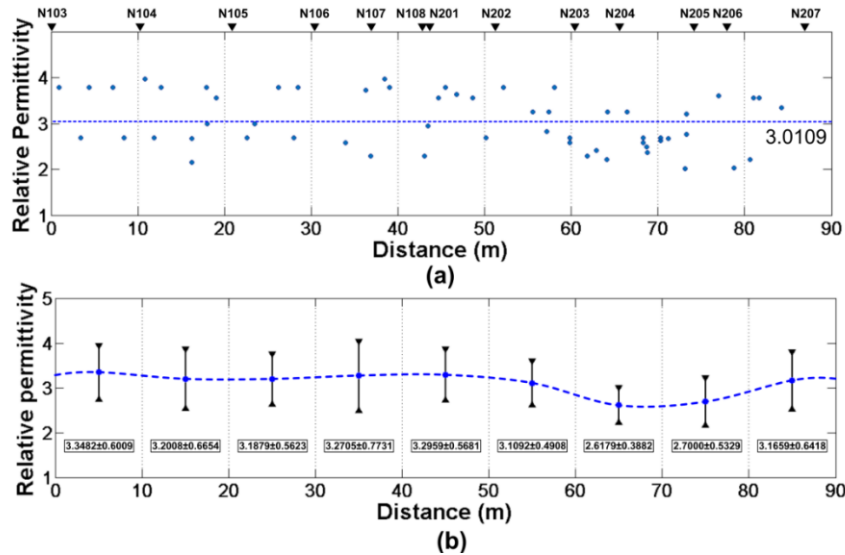 N103 N104 N105 N106 N107 N108 N201 N202 N203 N204 N205 N206 N207
Relative Permittivity
4
3
2
1
3.0109
0 10 20 30 40 50 60 70 80 90
Distance (m)
(a)
Relative permittivity
5
4
3
2
1
3.3482±0.6009 3.2008±0.6654 3.1879±0.5623 3.2705±0.7731 3.2959±0.5681 3.1092±0.4908 2.6179±0.3882 2.7000±0.5329 3.1659±0.6418
0 10 20 30 40 50 60 70 80 90
Distance (m)
(b)